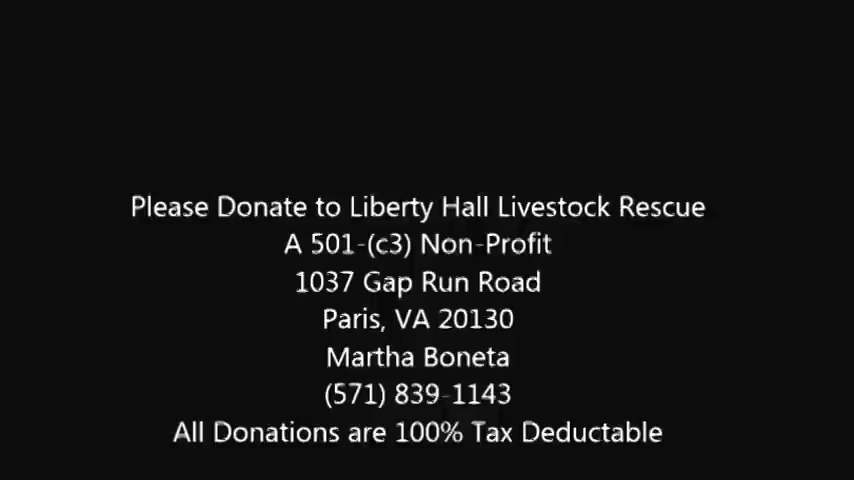 Please Donate to Liberty Hall Livestock Rescue
A 501-(c3) Non-Profit
1037 Gap Run Road
Paris, VA 20130
Martha Boneta
(571) 839-1143
All Donations are 100% Tax Deductable